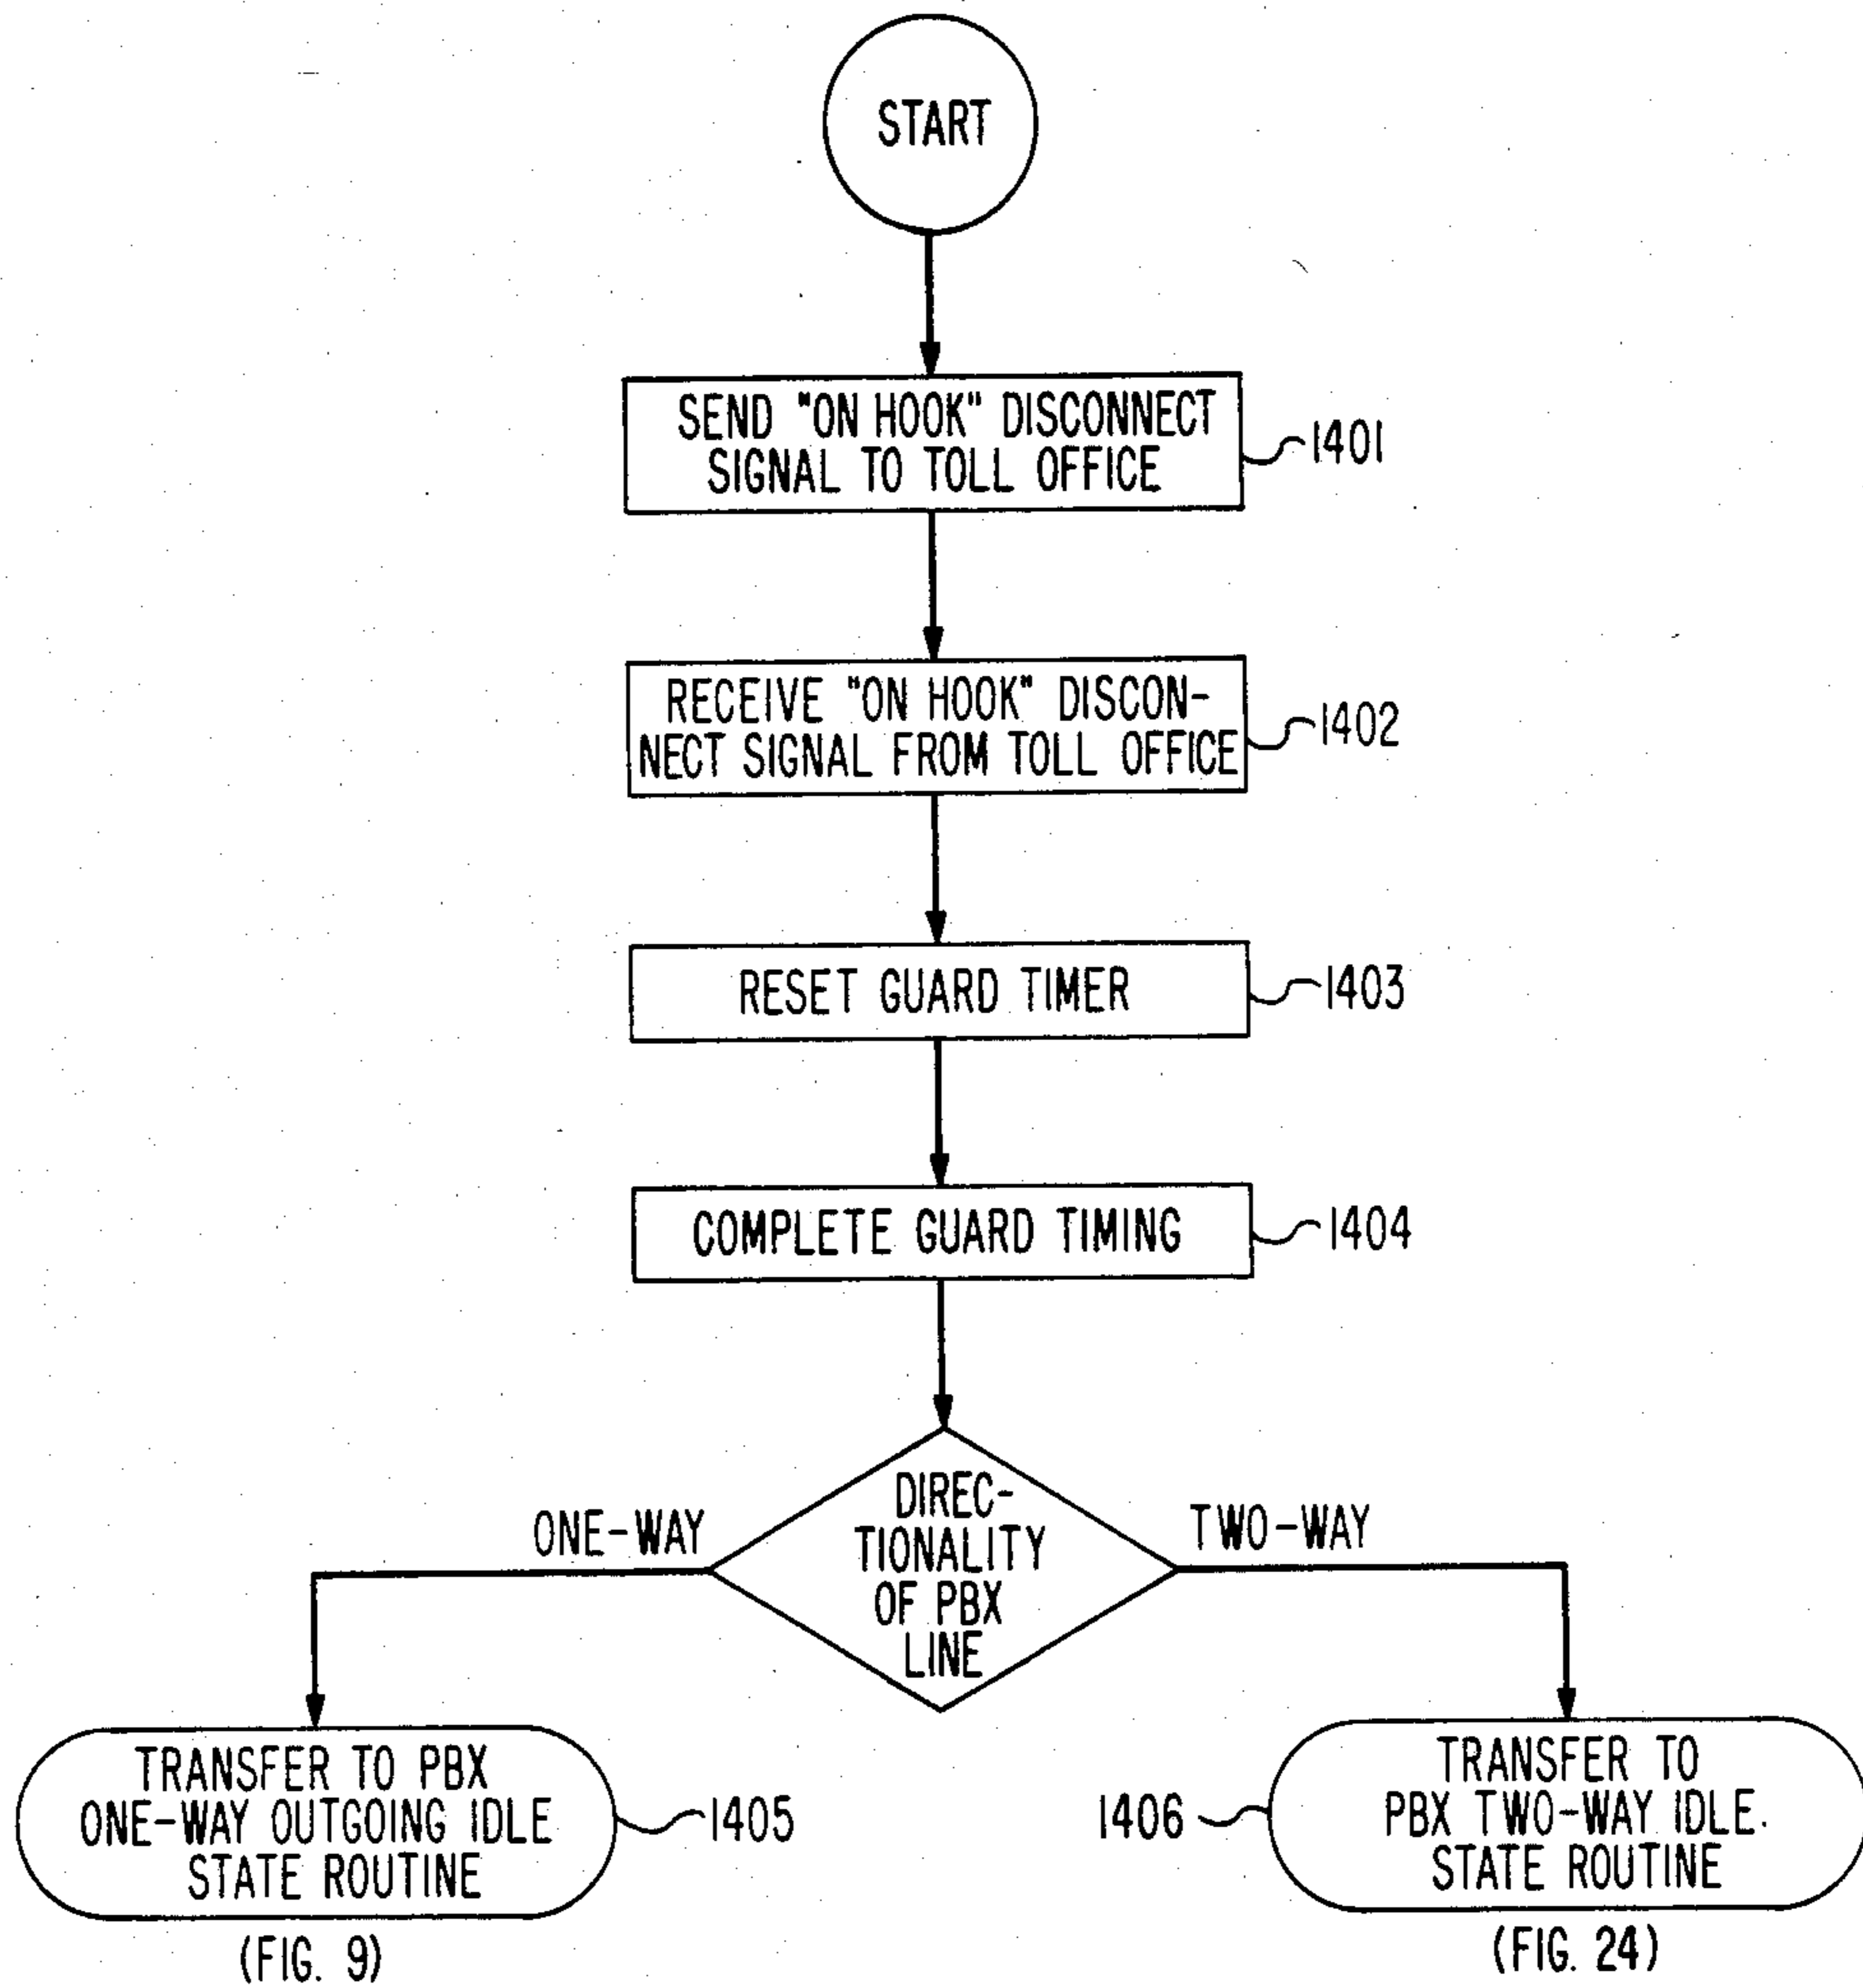 START
SEND "ON HOOK" DISCONNECT
SIGNAL TO TOLL OFFICE
1401
RECEIVE "ON HOOK" DISCON-
NECT SIGNAL FROM TOLL OFFICE
1402
RESET GUARD TIMER
1403
COMPLETE GUARD TIMING
1404
DIREC-
TIONALITY
OF PBX
LINE
ONE-WAY
TWO-WAY
TRANSFER TO PBX
ONE-WAY OUTGOING IDLE
STATE ROUTINE
1405
(FIG. 9)
1406
TRANSFER TO
PBX TWO-WAY IDLE.
STATE ROUTINE
(FIG. 24)